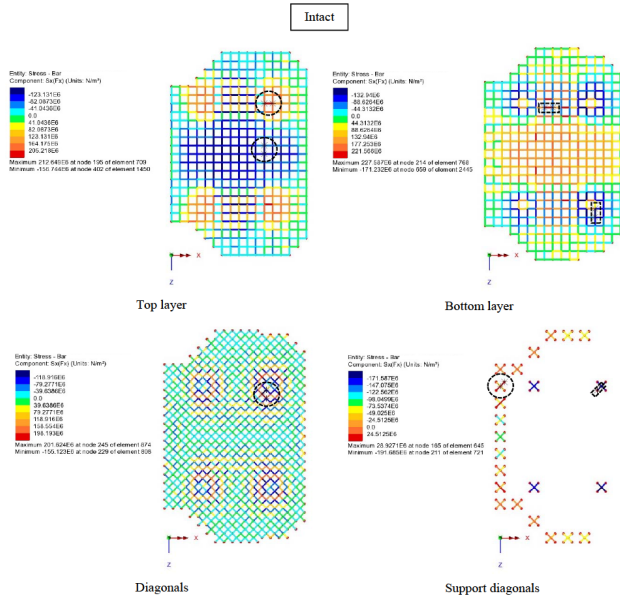 Intact
Entity: Stress - Bar
Component: Sx(Fx) (Units: N/m²)
-123.131E6
-82.0873E6
-41.0436E6
0.0
41.0436E6
82.0873E6
123.131E6
164.175E6
205.218E6
Maximum 212.649E6 at node 195 of element 709
Minimum -156.744E6 at node 402 of element 1450
Z
X
Top layer
Entity: Stress - Bar
Component: Sx(Fx) (Units: N/m²)
-132.94E6
-88.6264E6
-44.3132E6
0.0
44.3132E6
88.6264E6
132.94E6
177.253E6
221.566E6
Maximum 227.587E6 at node 214 of element 768
Minimum -171.232E6 at node 659 of element 2445
Z
X
Bottom layer
Entity: Stress - Bar
Component: Sx(Fx) (Units: N/m²)
-118.916E6
-79.2771E6
-39.6386E6
0.0
39.6386E6
79.2771E6
118.916E6
158.554E6
198.193E6
Maximum 201.624E6 at node 245 of element 874
Minimum -155.123E6 at node 229 of element 808
Z
X
Diagonals
Entity: Stress - Bar
Component: Sx(Fx) (Units: N/m²)
-171.587E6
-147.075E6
-122.562E6
-98.0499E6
-73.5374E6
-49.025E6
-24.5125E6
0.0
24.5125E6
Maximum 28.9271E6 at node 165 of element 645
Minimum -191.685E6 at node 211 of element 721
Z
X
Support diagonals